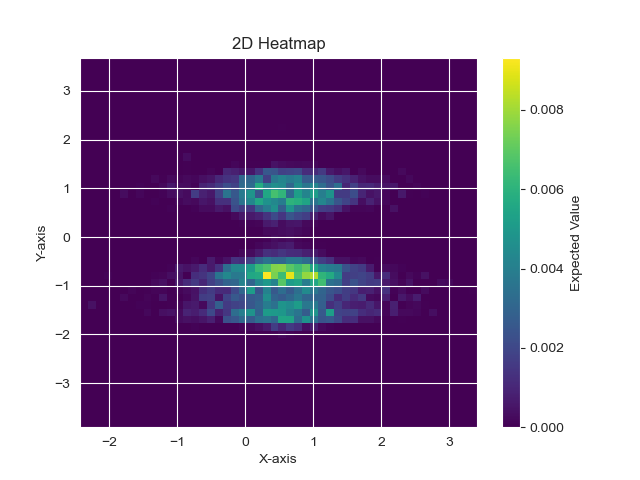 2D Heatmap
3
2
1
0
−1
−2
−3
Y-axis
−2 −1 0 1 2 3
X-axis
0.008
0.006
0.004
0.002
0.000
Expected Value